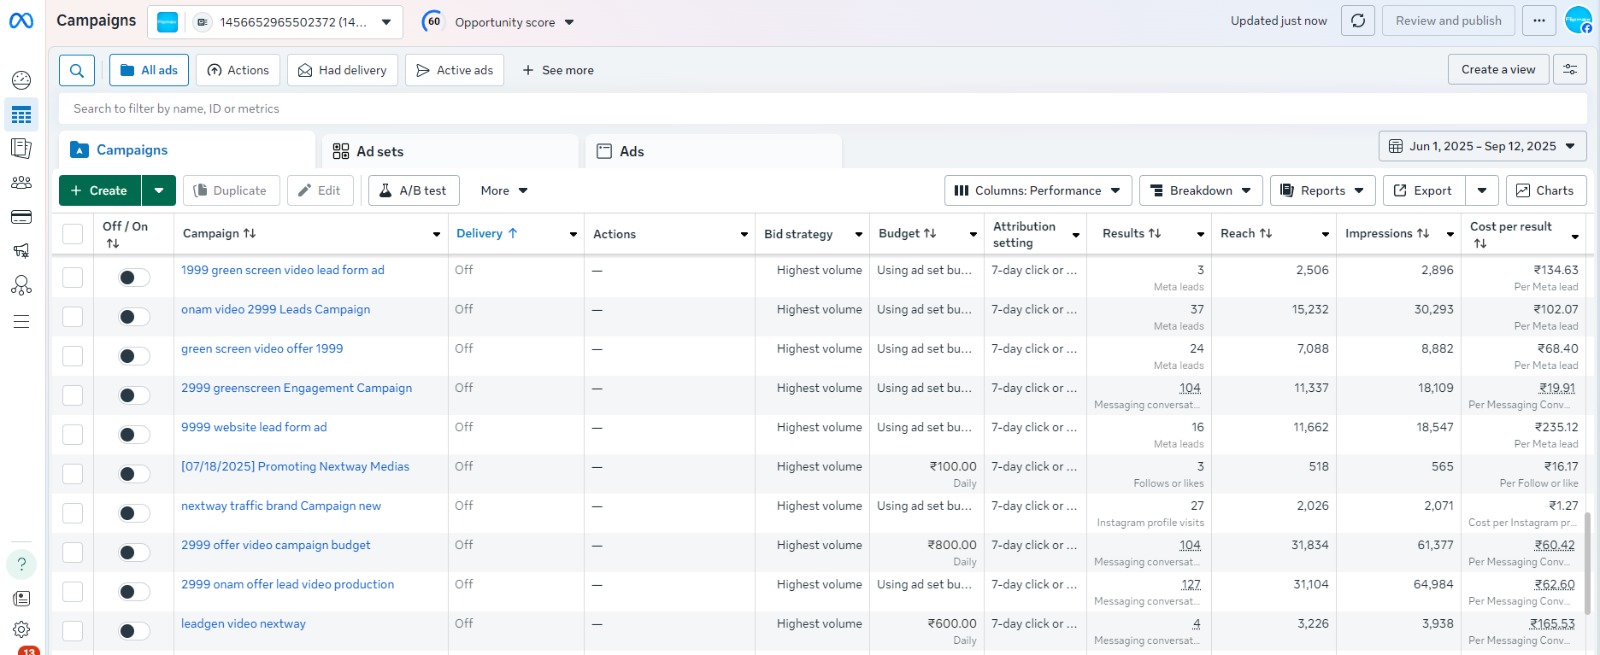 Campaigns
1456652965502372 (14...
60 Opportunity score
Updated just now
Review and publish
...
All ads
Actions
Had delivery
Active ads
+ See more
Create a view
Search to filter by name, ID or metrics
Campaigns
Ad sets
Ads
Jun 1, 2025 – Sep 12, 2025
+ Create
Duplicate
Edit
A/B test
More
Columns: Performance
Breakdown
Reports
Export
Charts
Off / On
Campaign
Delivery
Actions
Bid strategy
Budget
Attribution setting
Results
Reach
Impressions
Cost per result
1999 green screen video lead form ad Off — Highest volume Using ad set bu... 7-day click or ... 3 2,506 2,896 ₹134.63
Meta leads Per Meta lead
onam video 2999 Leads Campaign Off — Highest volume Using ad set bu... 7-day click or ... 37 15,232 30,293 ₹102.07
Meta leads Per Meta lead
green screen video offer 1999 Off — Highest volume Using ad set bu... 7-day click or ... 24 7,088 8,882 ₹68.40
Meta leads Per Meta lead
2999 greenscreen Engagement Campaign Off — Highest volume Using ad set bu... 7-day click or ... 104 11,337 18,109 ₹19.91
Messaging conversat... Per Messaging Conv...
9999 website lead form ad Off — Highest volume Using ad set bu... 7-day click or ... 16 11,662 18,547 ₹235.12
Meta leads Per Meta lead
[07/18/2025] Promoting Nextway Medias Off — Highest volume ₹100.00 7-day click or ... 3 518 565 ₹16.17
Daily Follows or likes Per Follow or like
nextway traffic brand Campaign new Off — Highest volume Using ad set bu... 7-day click or ... 27 2,026 2,071 ₹1.27
Instagram profile visits Cost per Instagram pr...
2999 offer video campaign budget Off — Highest volume ₹800.00 7-day click or ... 104 31,834 61,377 ₹60.42
Daily Messaging conversat... Per Messaging Conv...
2999 onam offer lead video production Off — Highest volume Using ad set bu... 7-day click or ... 127 31,104 64,984 ₹62.60
Messaging conversat... Per Messaging Conv...
leadgen video nextway Off — Highest volume ₹600.00 7-day click or ... 4 3,226 3,938 ₹165.53
Daily Messaging conversat... Per Messaging Conv...
?
13